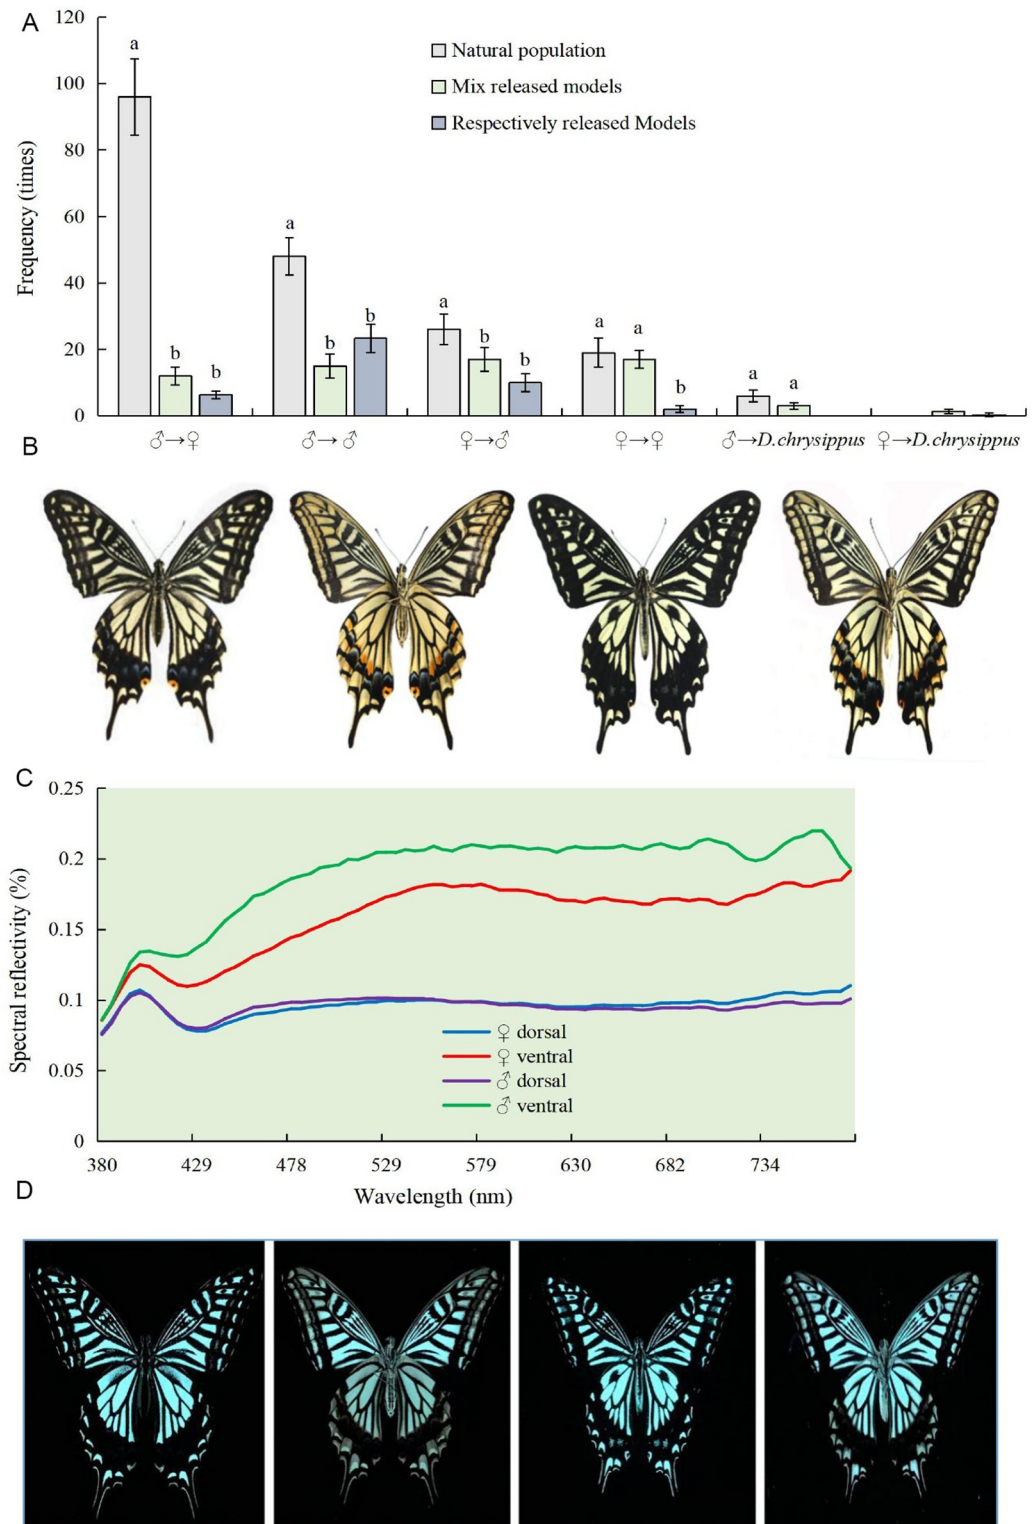 A
120
100
80
60
40
20
0
Frequency (times)
Natural population
Mix released models
Respectively released Models
a
b
b
a
b
b
a
b
b
a
a
b
a
a
♂→♀
♂→♂
♀→♂
♀→♀
♂→D.chrysippus
♀→D.chrysippus
B
C
0.25
0.2
0.15
0.1
0.05
0
Spectral reflectivity (%)
♀ dorsal
♀ ventral
♂ dorsal
♂ ventral
380
429
478
529
579
630
682
734
Wavelength (nm)
D